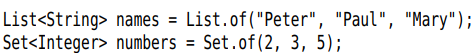 List<String> names = List.of("Peter", "Paul", "Mary");
Set<Integer> numbers = Set.of(2, 3, 5);